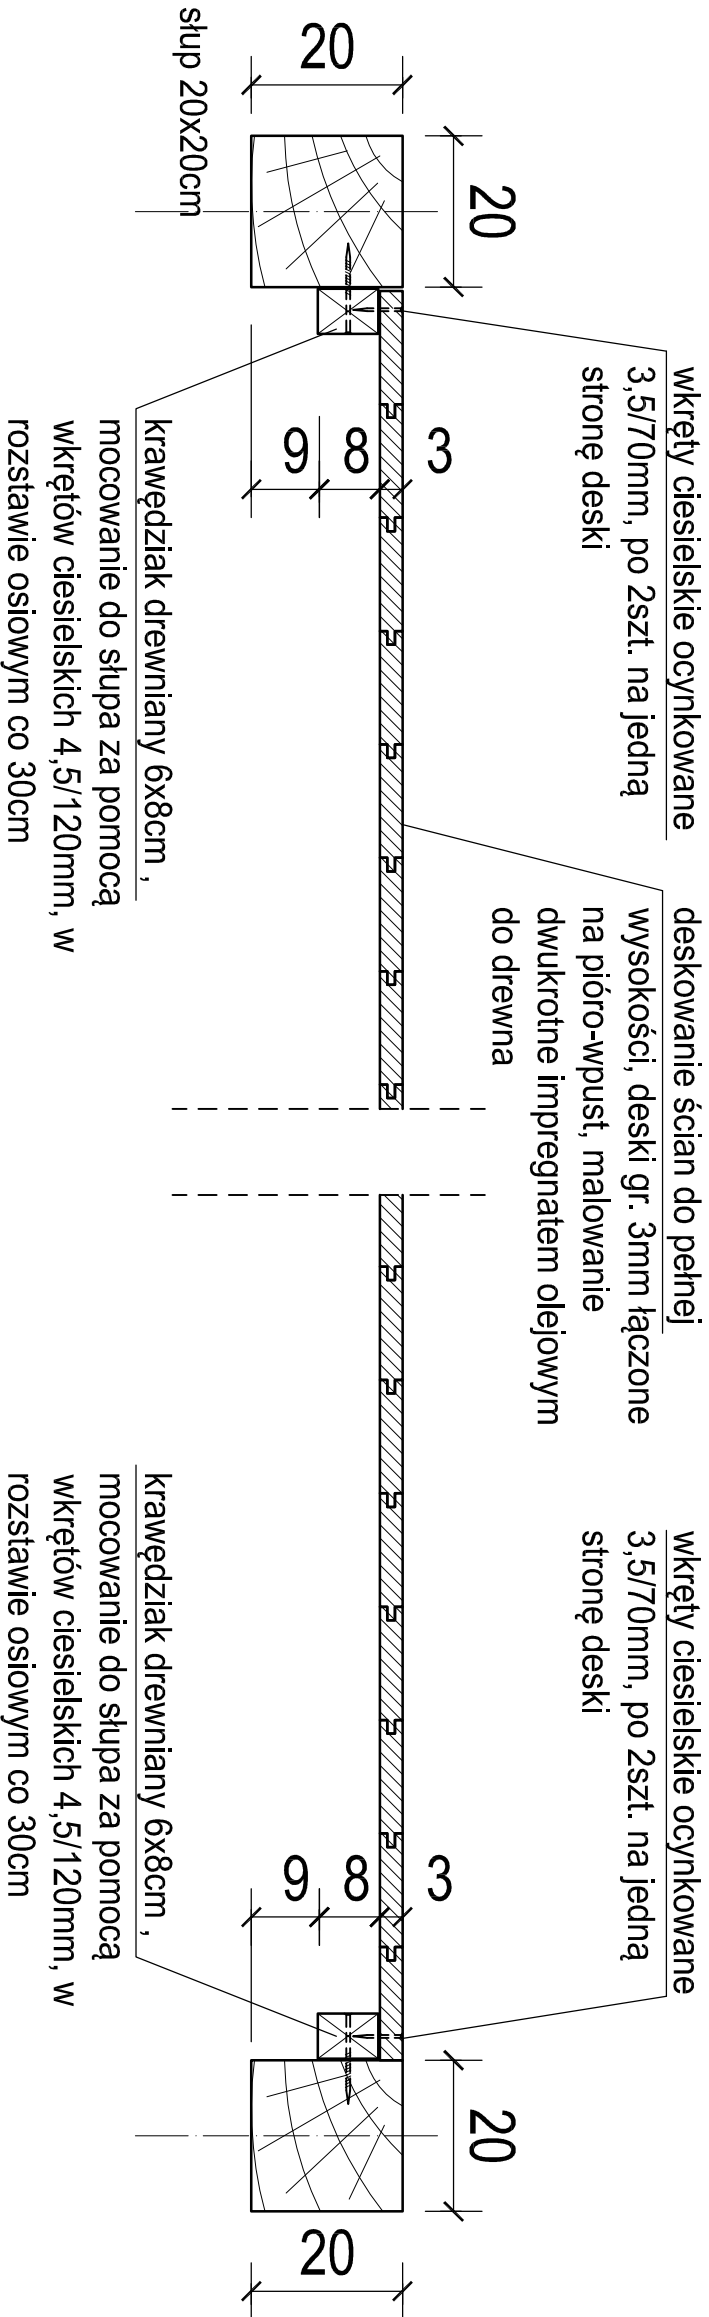 wkręty ciesielskie ocynkowane
3,5/70mm, po 2szt. na jedną
stronę deski
deskowanie ścian do pełnej
wysokości, deski gr. 3mm łączone
na pióro-wpust, malowanie
dwukrotne impregnatem olejowym
do drewna
wkręty ciesielskie ocynkowane
3,5/70mm, po 2szt. na jedną
stronę deski
20
20
3
8
9
3
8
9
20
20
słup 20x20cm
krawędziak drewniany 6x8cm ,
mocowanie do słupa za pomocą
wkrętów ciesielskich 4,5/120mm, w
rozstawie osiowym co 30cm
krawędziak drewniany 6x8cm ,
mocowanie do słupa za pomocą
wkrętów ciesielskich 4,5/120mm, w
rozstawie osiowym co 30cm